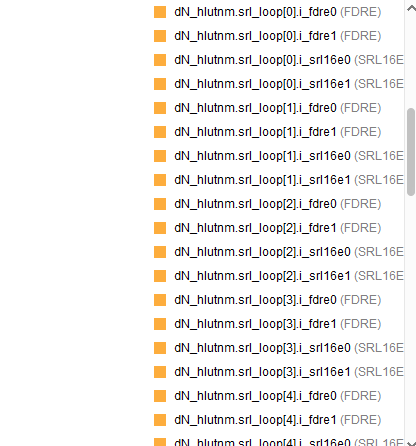 dN_hlutnm.srl_loop[0].i_fdre0 (FDRE)
dN_hlutnm.srl_loop[0].i_fdre1 (FDRE)
dN_hlutnm.srl_loop[0].i_srl16e0 (SRL16E
dN_hlutnm.srl_loop[0].i_srl16e1 (SRL16E
dN_hlutnm.srl_loop[1].i_fdre0 (FDRE)
dN_hlutnm.srl_loop[1].i_fdre1 (FDRE)
dN_hlutnm.srl_loop[1].i_srl16e0 (SRL16E
dN_hlutnm.srl_loop[1].i_srl16e1 (SRL16E
dN_hlutnm.srl_loop[2].i_fdre0 (FDRE)
dN_hlutnm.srl_loop[2].i_fdre1 (FDRE)
dN_hlutnm.srl_loop[2].i_srl16e0 (SRL16E
dN_hlutnm.srl_loop[2].i_srl16e1 (SRL16E
dN_hlutnm.srl_loop[3].i_fdre0 (FDRE)
dN_hlutnm.srl_loop[3].i_fdre1 (FDRE)
dN_hlutnm.srl_loop[3].i_srl16e0 (SRL16E
dN_hlutnm.srl_loop[3].i_srl16e1 (SRL16E
dN_hlutnm.srl_loop[4].i_fdre0 (FDRE)
dN_hlutnm.srl_loop[4].i_fdre1 (FDRE)
dN_hlutnm.srl_loop[4].i_srl16e0 (SRL16E